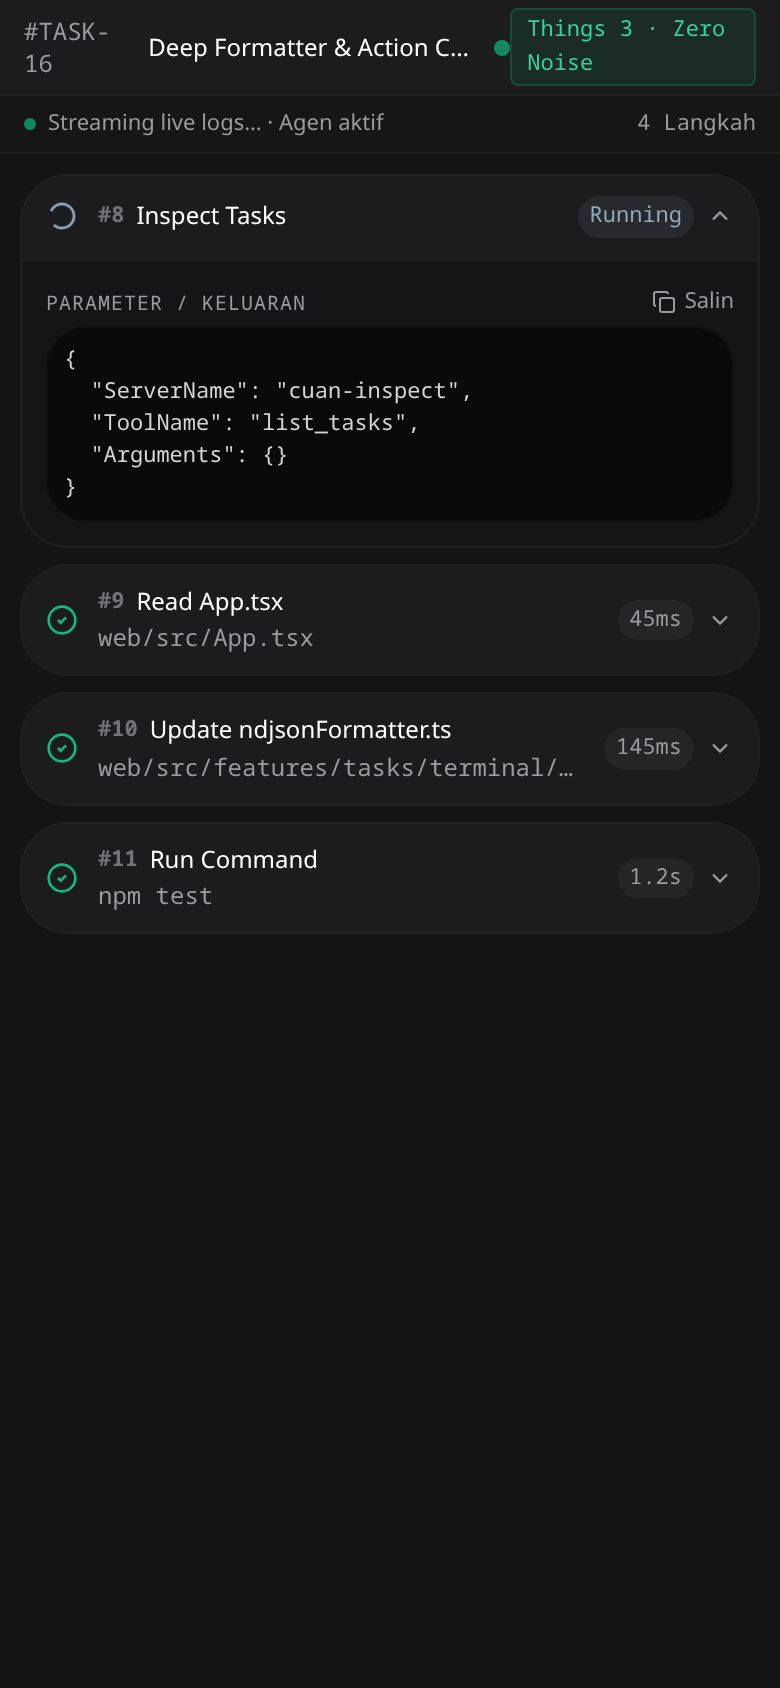 #TASK-
16
Deep Formatter & Action C...
Things 3 · Zero
Noise
Streaming live logs... · Agen aktif
4 Langkah
#8 Inspect Tasks
Running
PARAMETER / KELUARAN
Salin
{
  "ServerName": "cuan-inspect",
  "ToolName": "list_tasks",
  "Arguments": {}
}
#9 Read App.tsx
web/src/App.tsx
45ms
#10 Update ndjsonFormatter.ts
web/src/features/tasks/terminal/…
145ms
#11 Run Command
npm test
1.2s